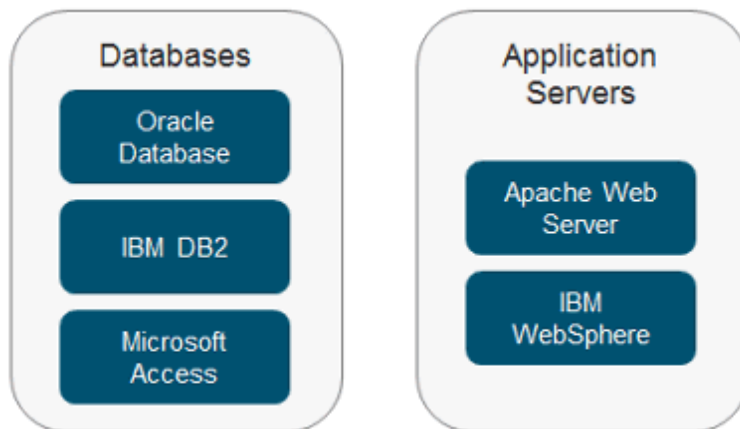 Databases
Oracle
Database
IBM DB2
Microsoft
Access
Application
Servers
Apache Web
Server
IBM
WebSphere